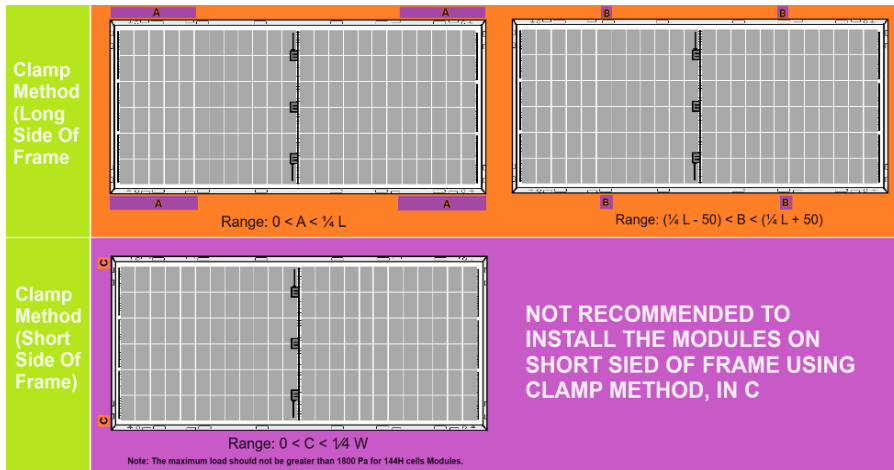 Clamp
Method
(Long
Side Of
Frame
A A
A A
Range: 0 < A < ¼ L
B B
B B
Range: (¼ L - 50) < B < (¼ L + 50)
Clamp
Method
(Short
Side Of
Frame)
C
C
Range: 0 < C < 1/4 W
Note: The maximum load should not be greater than 1800 Pa for 144H cells Modules.
NOT RECOMMENDED TO
INSTALL THE MODULES ON
SHORT SIED OF FRAME USING
CLAMP METHOD, IN C